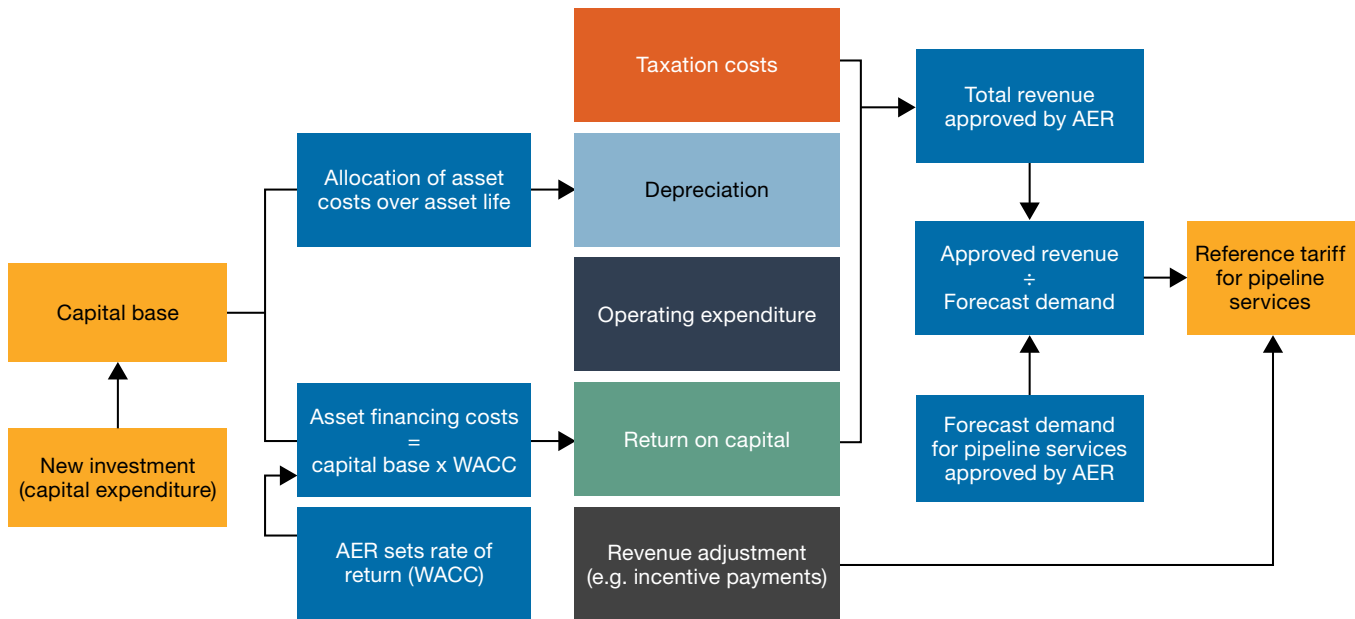 Taxation costs
Total revenue
approved by AER
Allocation of asset
costs over asset life
Depreciation
Capital base
Operating expenditure
Approved revenue
÷
Forecast demand
Reference tariff
for pipeline
services
New investment
(capital expenditure)
Asset financing costs
=
capital base x WACC
Return on capital
Forecast demand
for pipeline services
approved by AER
AER sets rate of
return (WACC)
Revenue adjustment
(e.g. incentive payments)